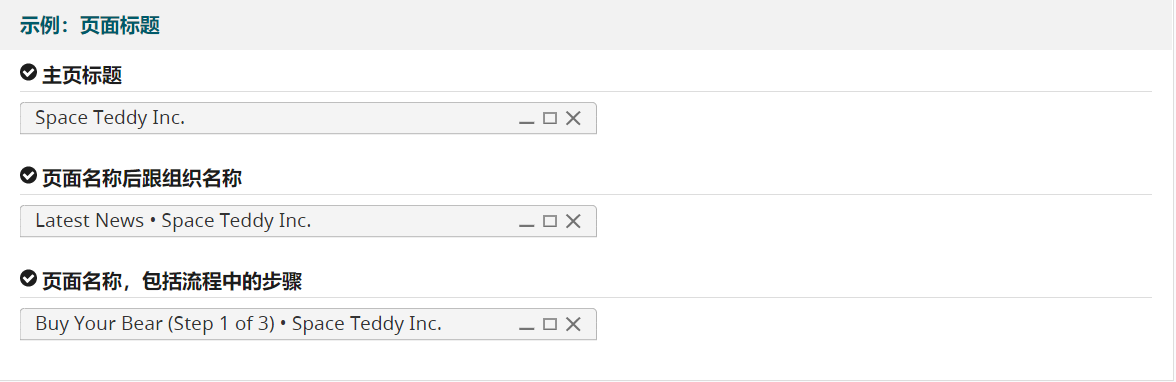 示例：页面标题
主页标题
Space Teddy Inc.
页面名称后跟组织名称
Latest News • Space Teddy Inc.
页面名称，包括流程中的步骤
Buy Your Bear (Step 1 of 3) • Space Teddy Inc.